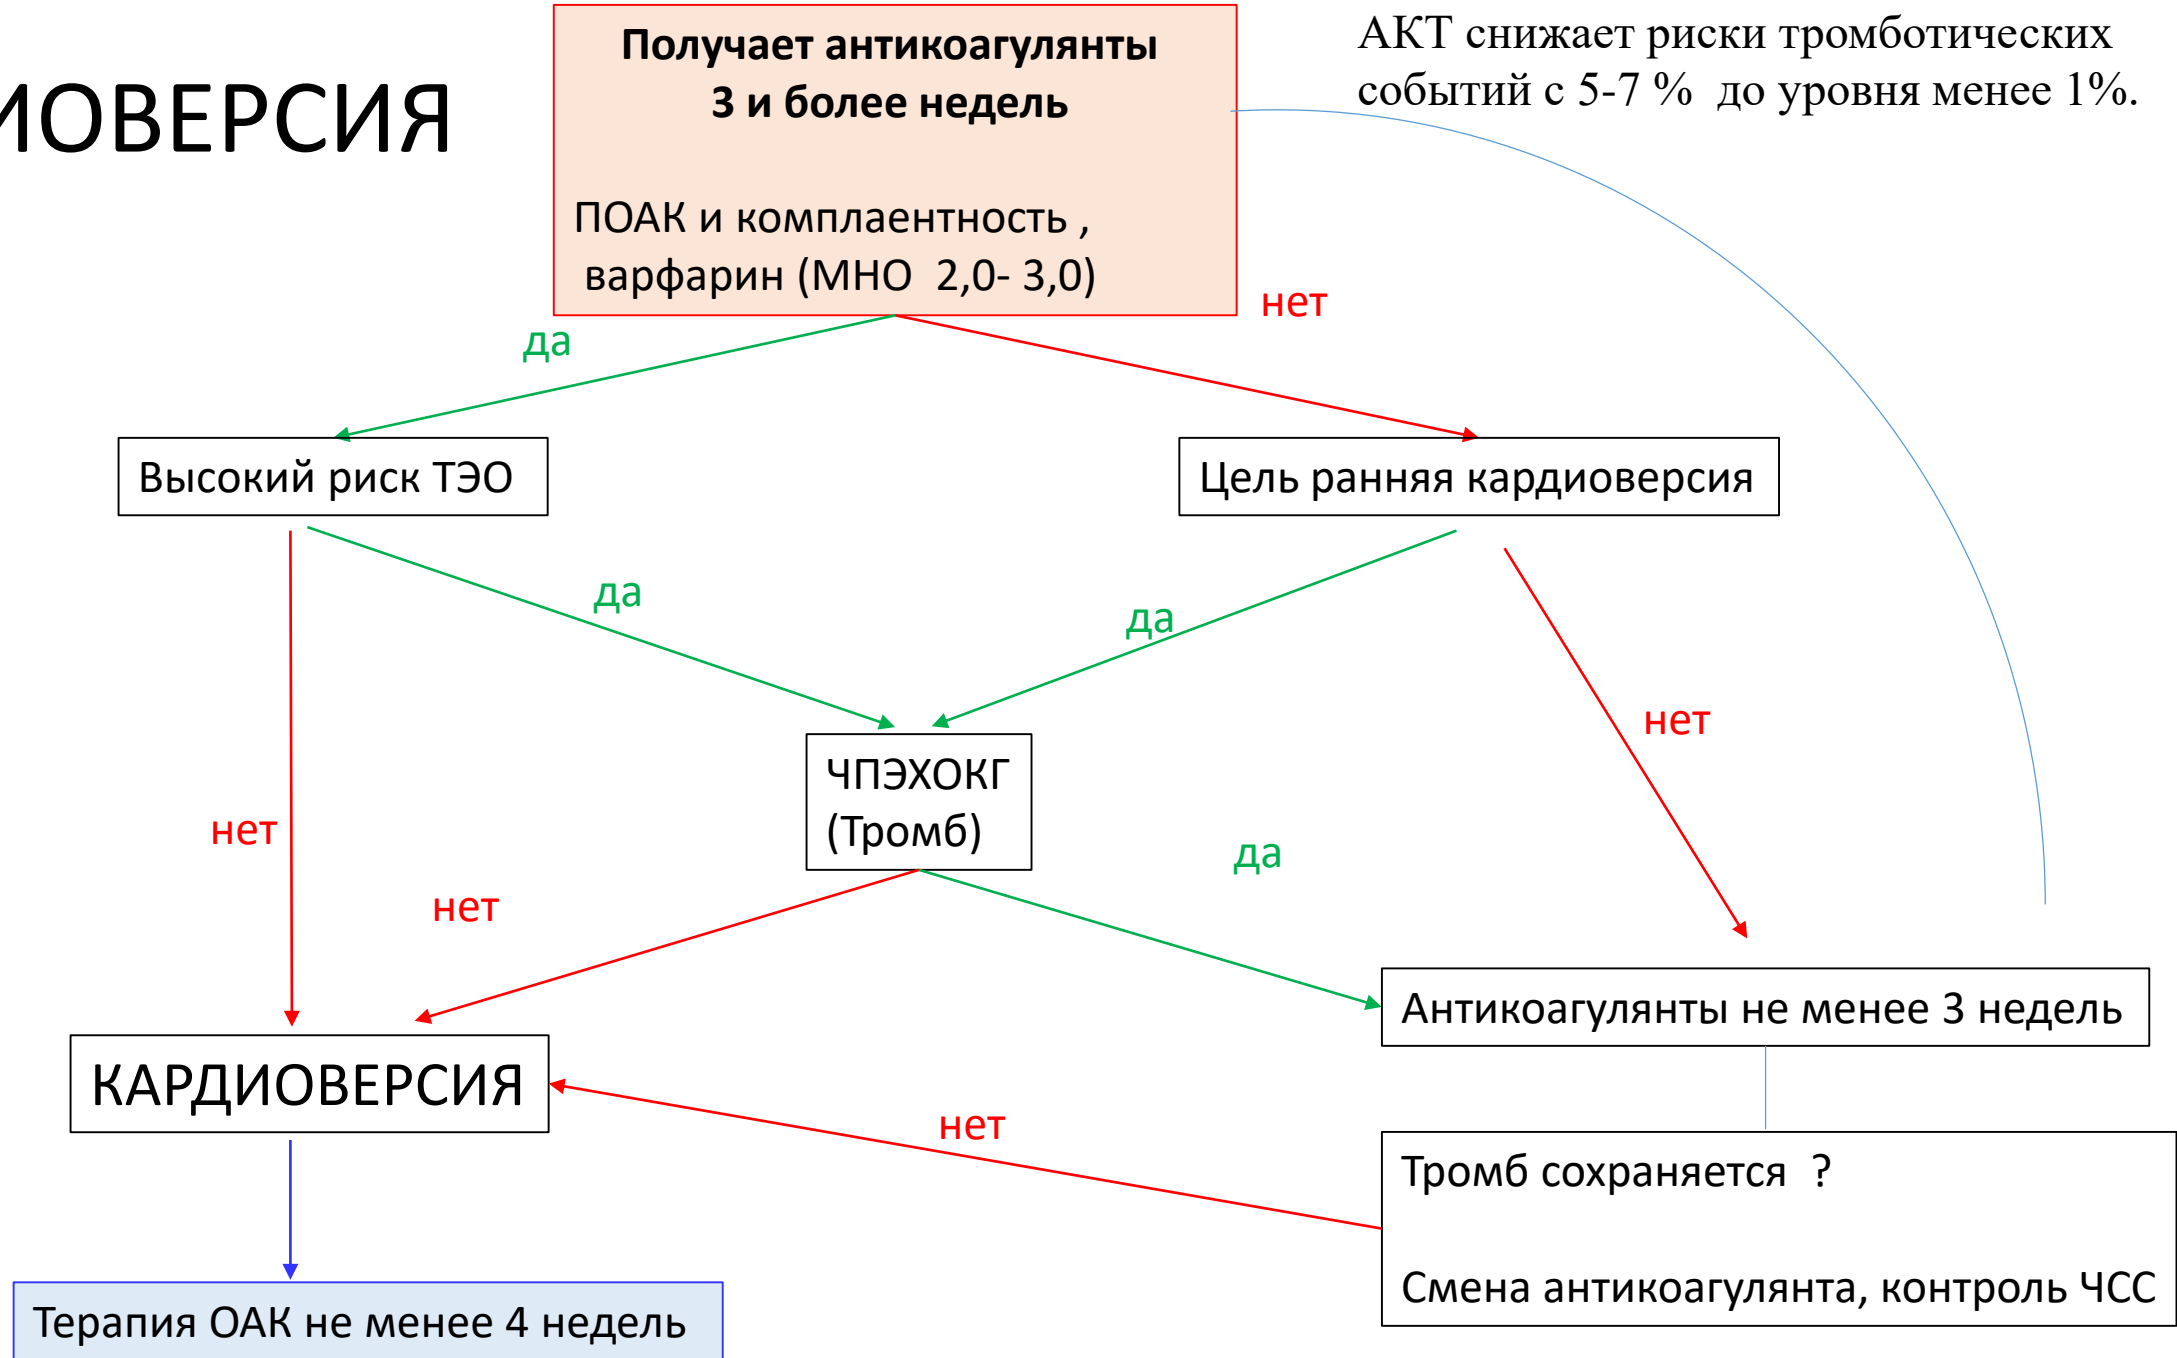 ИОВЕРСИЯ
Получает антикоагулянты
3 и более недель
ПОАК и комплаентность ,
варфарин (МНО 2,0- 3,0)
АКТ снижает риски тромботических
событий с 5-7 % до уровня менее 1%.
да
нет
Высокий риск ТЭО
Цель ранняя кардиоверсия
да
да
нет
ЧПЭХОКГ
(Тромб)
нет
да
нет
Антикоагулянты не менее 3 недель
КАРДИОВЕРСИЯ
нет
Тромб сохраняется ?
Смена антикоагулянта, контроль ЧСС
Терапия ОАК не менее 4 недель